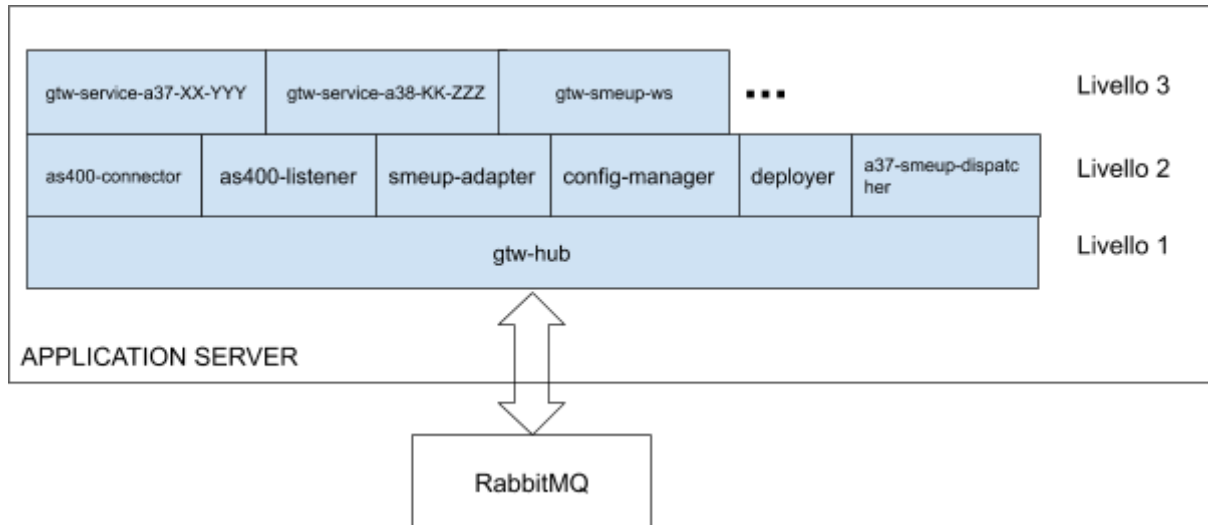 gtw-service-a37-XX-YYY gtw-service-a38-KK-ZZZ gtw-smeup-ws ... Livello 3
as400-connector as400-listener smeup-adapter config-manager deployer a37-smeup-dispatc
her Livello 2
gtw-hub Livello 1
APPLICATION SERVER
RabbitMQ